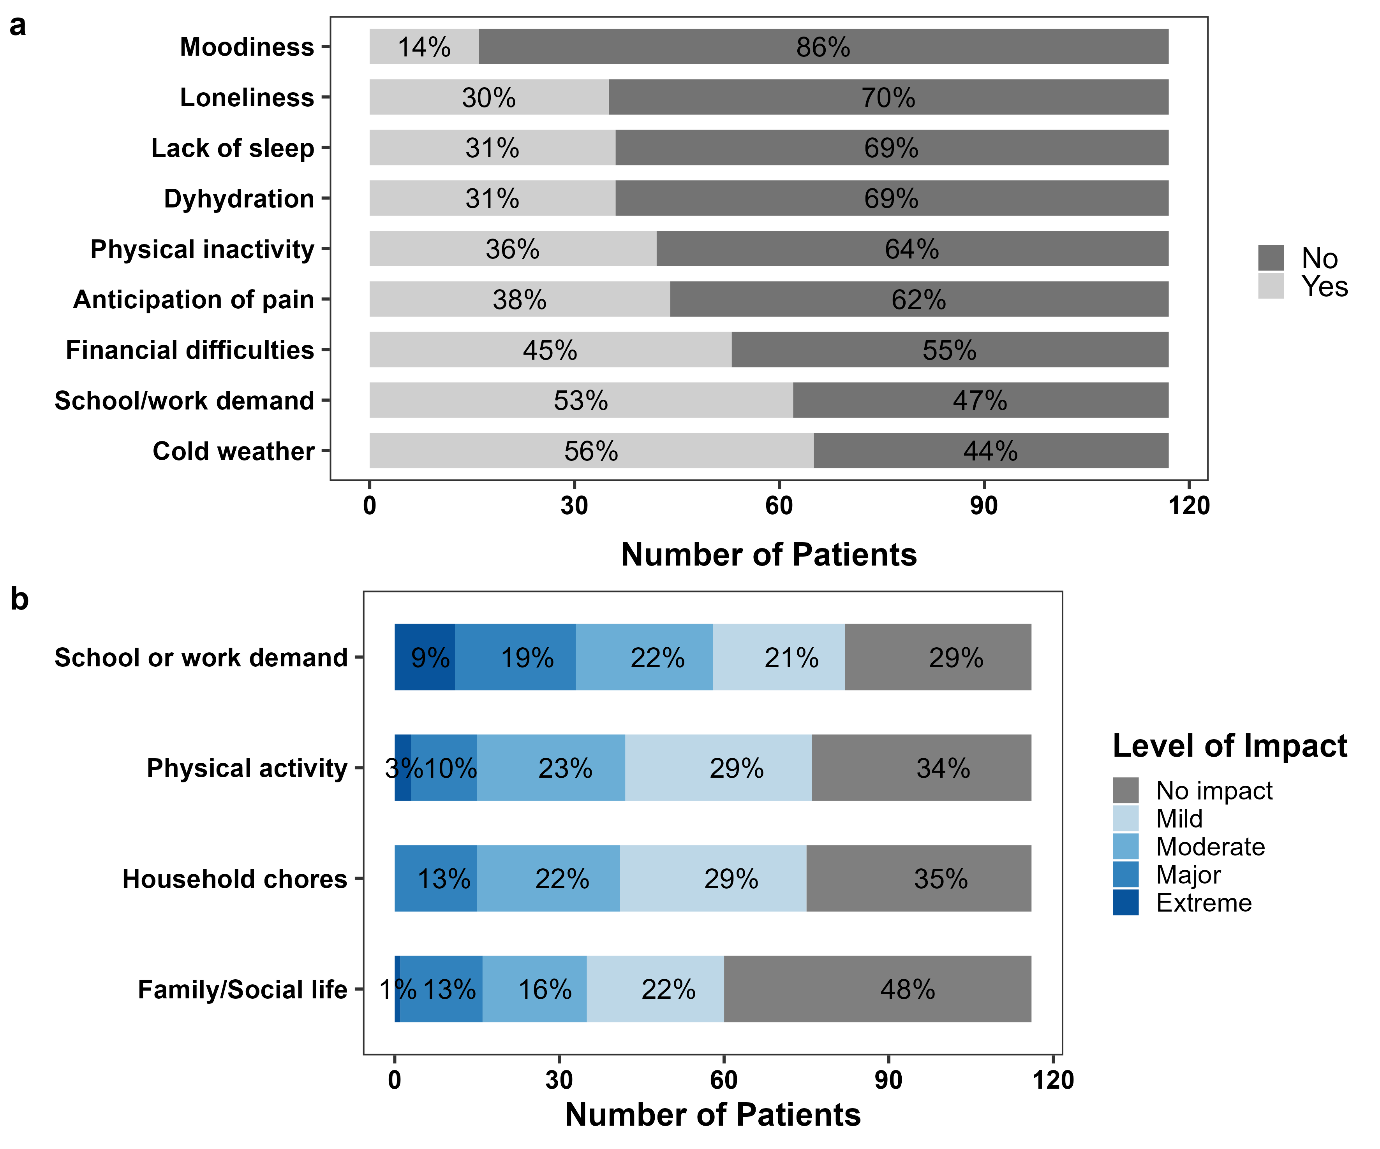 a
Moodiness 14% 86%
Loneliness 30% 70%
Lack of sleep 31% 69%
Dyhydration 31% 69%
Physical inactivity 36% 64%
Anticipation of pain 38% 62%
Financial difficulties 45% 55%
School/work demand 53% 47%
Cold weather 56% 44%
0 30 60 90 120
Number of Patients
No
Yes
b
School or work demand 9% 19% 22% 21% 29%
Physical activity 3% 10% 23% 29% 34%
Household chores 13% 22% 29% 35%
Family/Social life 1% 13% 16% 22% 48%
0 30 60 90 120
Number of Patients
Level of Impact
No impact
Mild
Moderate
Major
Extreme